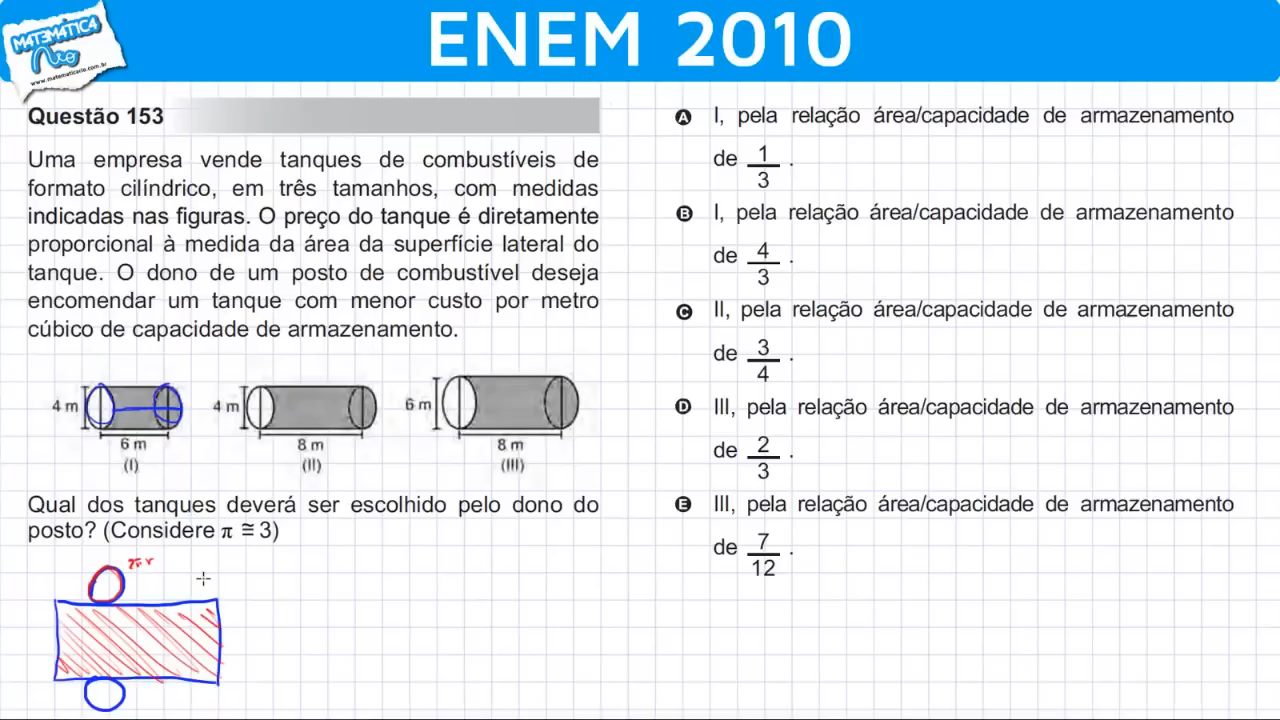 MATEMÁTICA
Rio
www.matematicario.com.br
ENEM 2010
Questão 153
Uma empresa vende tanques de combustíveis de
formato cilíndrico, em três tamanhos, com medidas
indicadas nas figuras. O preço do tanque é diretamente
proporcional à medida da área da superfície lateral do
tanque. O dono de um posto de combustível deseja
encomendar um tanque com menor custo por metro
cúbico de capacidade de armazenamento.
4 m
6 m
(I)
4 m
8 m
(II)
6 m
8 m
(III)
Qual dos tanques deverá ser escolhido pelo dono do
posto? (Considere π ≅ 3)
2πr
A I, pela relação área/capacidade de armazenamento
de 1/3 .
B I, pela relação área/capacidade de armazenamento
de 4/3 .
C II, pela relação área/capacidade de armazenamento
de 3/4 .
D III, pela relação área/capacidade de armazenamento
de 2/3 .
E III, pela relação área/capacidade de armazenamento
de 7/12 .